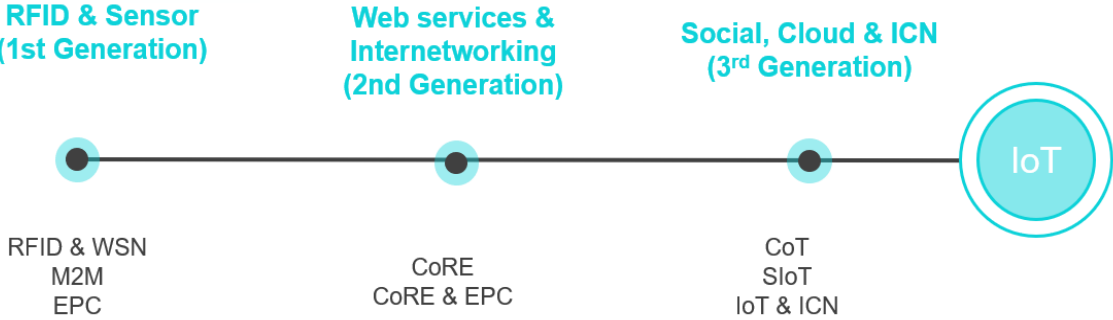 RFID & Sensor
(1st Generation)
Web services &
Internetworking
(2nd Generation)
Social, Cloud & ICN
(3rd Generation)
IoT
RFID & WSN
M2M
EPC
CoRE
CoRE & EPC
CoT
SIoT
IoT & ICN